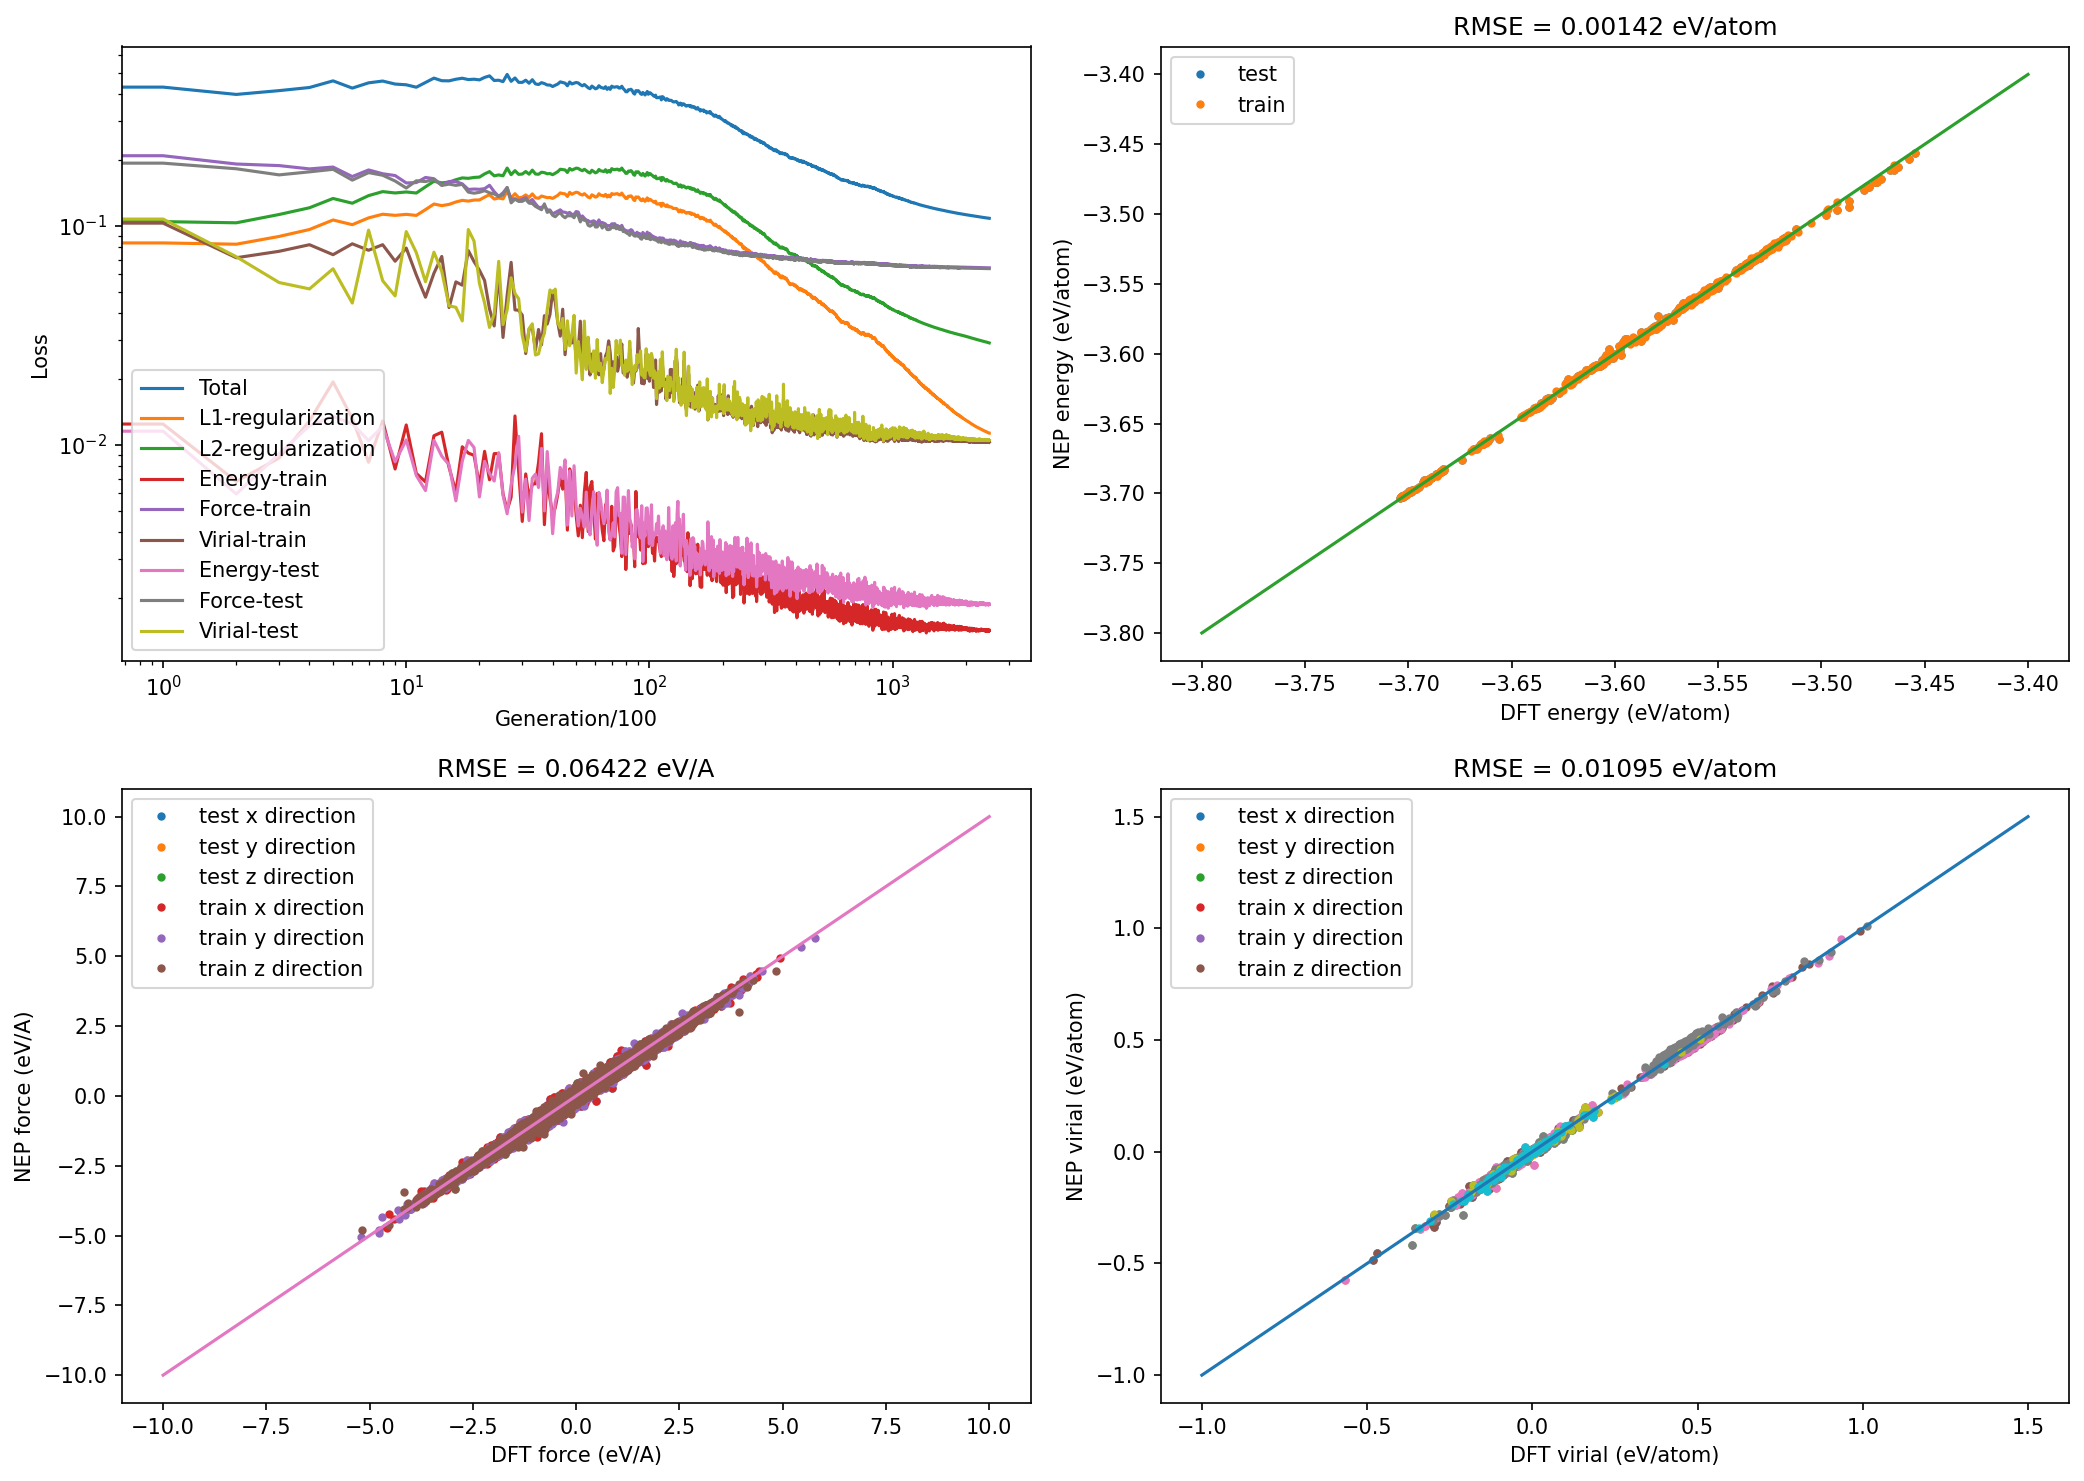 Loss
10⁻¹
10⁻²
Total
L1-regularization
L2-regularization
Energy-train
Force-train
Virial-train
Energy-test
Force-test
Virial-test
10⁰ 10¹ 10² 10³
Generation/100
RMSE = 0.00142 eV/atom
test
train
NEP energy (eV/atom)
−3.40
−3.45
−3.50
−3.55
−3.60
−3.65
−3.70
−3.75
−3.80
−3.80 −3.75 −3.70 −3.65 −3.60 −3.55 −3.50 −3.45 −3.40
DFT energy (eV/atom)
RMSE = 0.06422 eV/A
test x direction
test y direction
test z direction
train x direction
train y direction
train z direction
NEP force (eV/A)
10.0
7.5
5.0
2.5
0.0
−2.5
−5.0
−7.5
−10.0
−10.0 −7.5 −5.0 −2.5 0.0 2.5 5.0 7.5 10.0
DFT force (eV/A)
RMSE = 0.01095 eV/atom
test x direction
test y direction
test z direction
train x direction
train y direction
train z direction
NEP virial (eV/atom)
1.5
1.0
0.5
0.0
−0.5
−1.0
−1.0 −0.5 0.0 0.5 1.0 1.5
DFT virial (eV/atom)